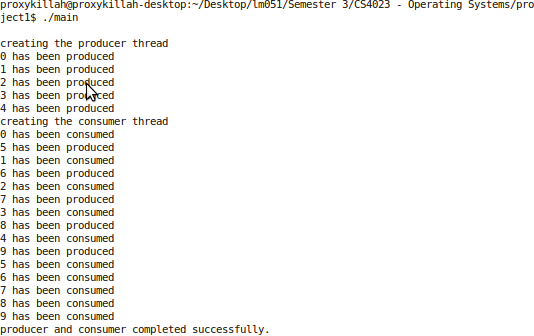 proxykillah@proxykillah-desktop:~/Desktop/lm051/Semester 3/CS4023 - Operating Systems/pro
ject1$ ./main
creating the producer thread
0 has been produced
1 has been produced
2 has been produced
3 has been produced
4 has been produced
creating the consumer thread
0 has been consumed
5 has been produced
1 has been consumed
6 has been produced
2 has been consumed
7 has been produced
3 has been consumed
8 has been produced
4 has been consumed
9 has been produced
5 has been consumed
6 has been consumed
7 has been consumed
8 has been consumed
9 has been consumed
producer and consumer completed successfully.